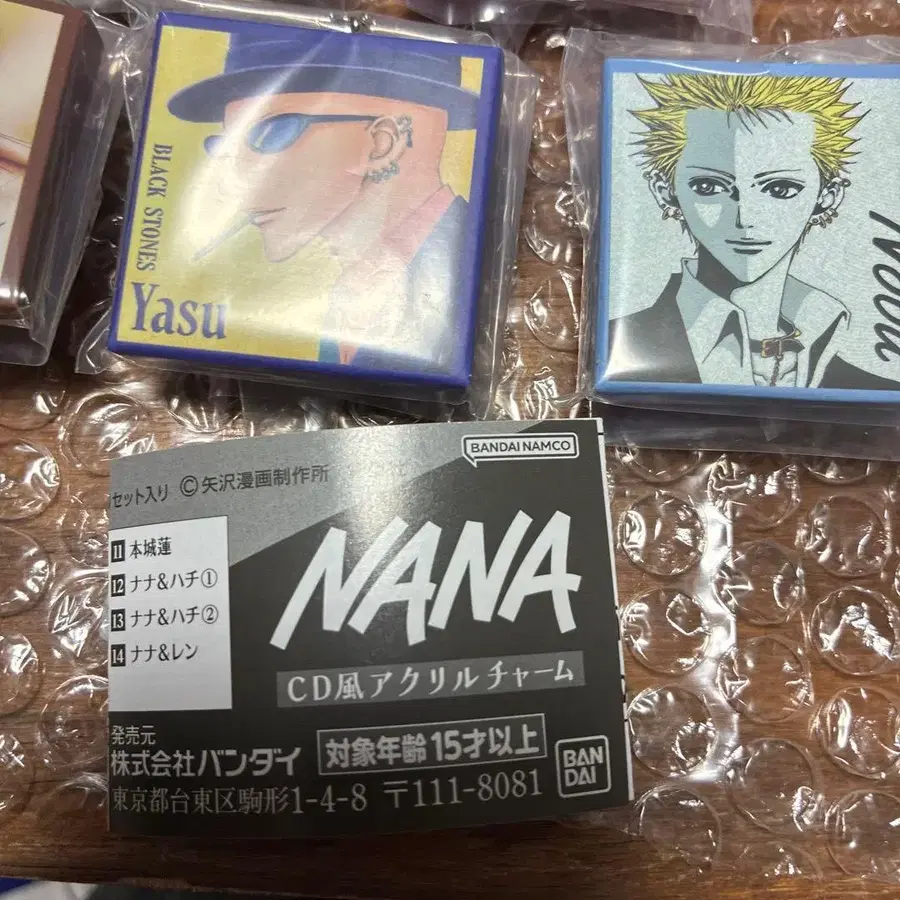 BLACK STONES
Yasu
Nobu
BANDAI NAMCO
セット入り ©矢沢漫画制作所
11 本城蓮
12 ナナ&ハチ①
13 ナナ&ハチ②
14 ナナ&レン
NANA
CD風アクリルチャーム
発売元
株式会社バンダイ 対象年齢15才以上
東京都台東区駒形1-4-8 〒111-8081
BAN
DAI